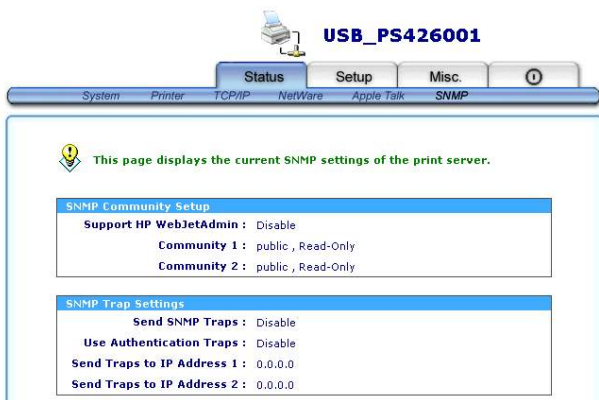 USB_PS426001
Status Setup Misc.
System Printer TCP/IP NetWare Apple Talk SNMP
This page displays the current SNMP settings of the print server.
SNMP Community Setup
Support HP WebJetAdmin : Disable
Community 1 : public , Read-Only
Community 2 : public , Read-Only
SNMP Trap Settings
Send SNMP Traps : Disable
Use Authentication Traps : Disable
Send Traps to IP Address 1 : 0.0.0.0
Send Traps to IP Address 2 : 0.0.0.0